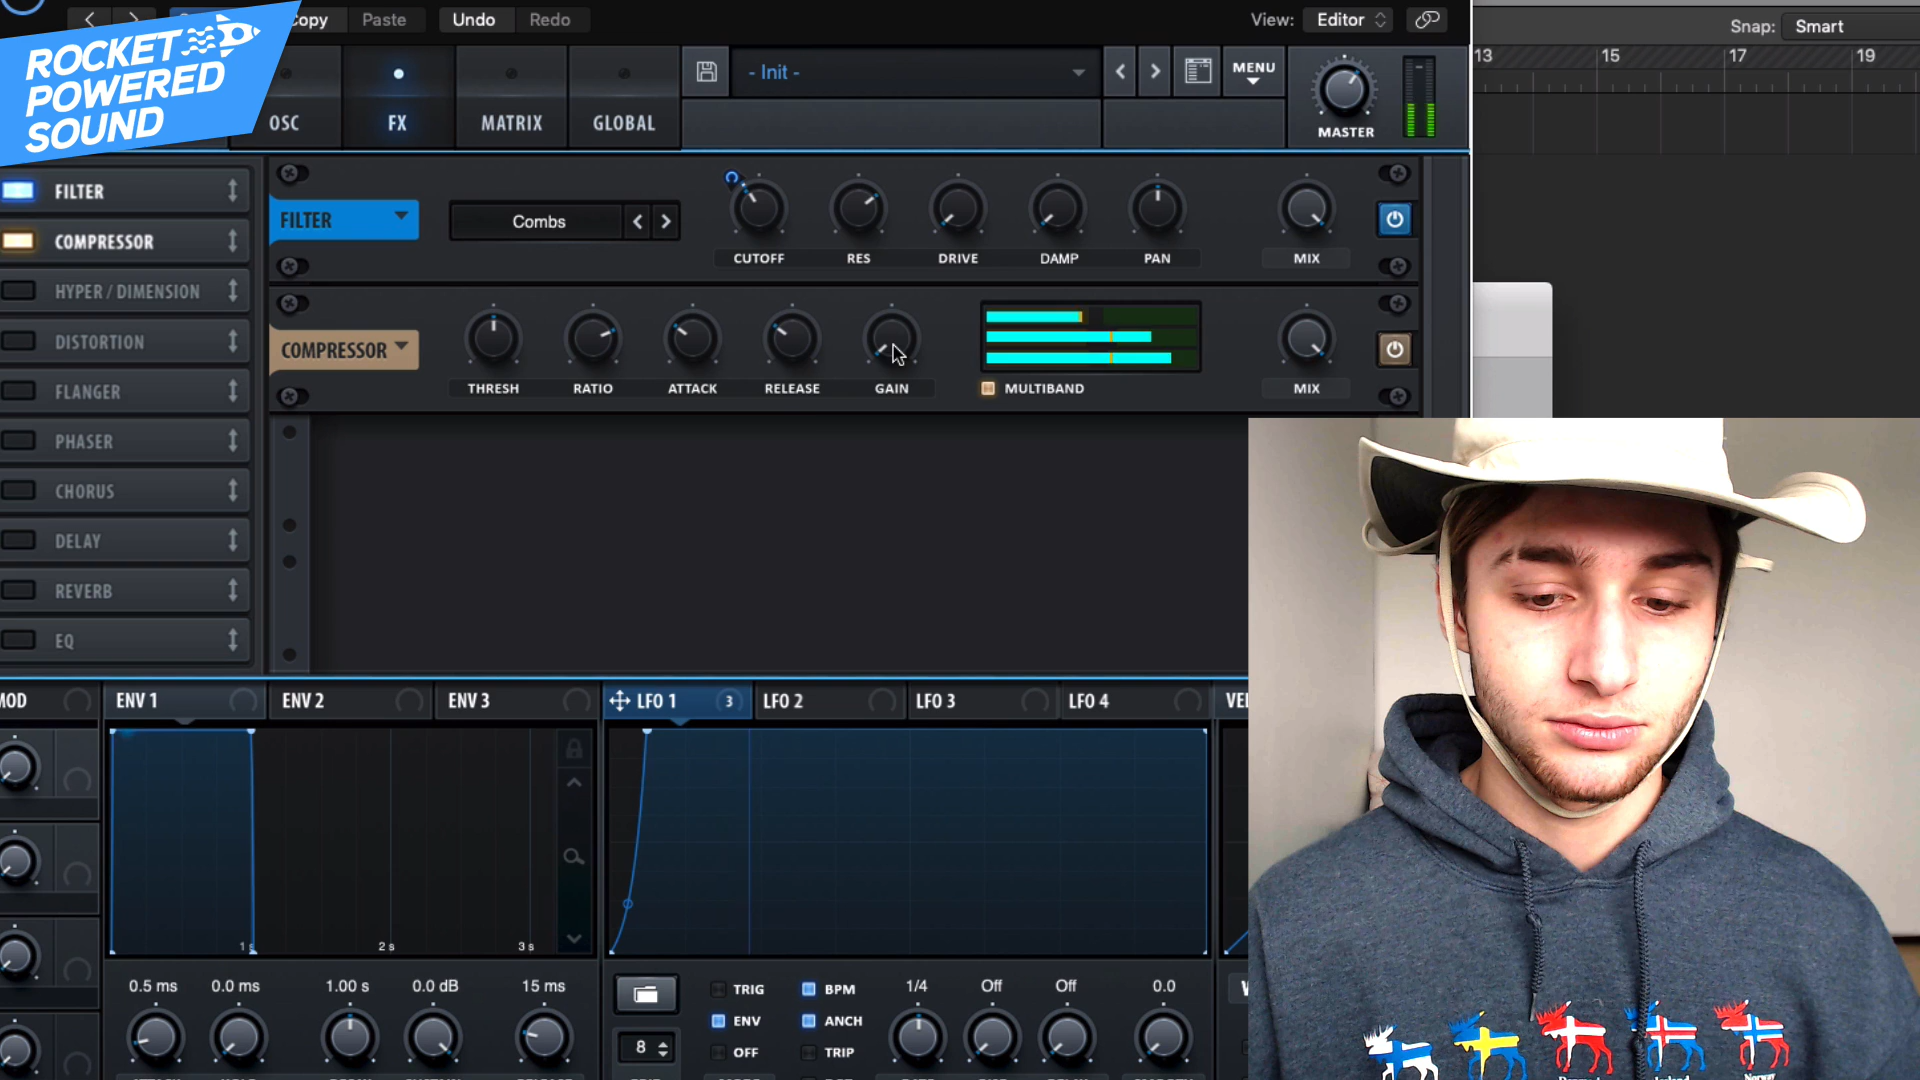 Copy
Paste
Undo
Redo
View:
Editor
Snap:
Smart
ROCKET
POWERED
SOUND
OSC
FX
MATRIX
GLOBAL
- Init -
MENU
MASTER
13
15
17
19
FILTER
COMPRESSOR
HYPER / DIMENSION
DISTORTION
FLANGER
PHASER
CHORUS
DELAY
REVERB
EQ
FILTER
Combs
CUTOFF
RES
DRIVE
DAMP
PAN
MIX
COMPRESSOR
THRESH
RATIO
ATTACK
RELEASE
GAIN
MULTIBAND
MIX
MOD
ENV 1
ENV 2
ENV 3
LFO 1
3
LFO 2
LFO 3
LFO 4
1 s
2 s
3 s
0.5 ms
0.0 ms
1.00 s
0.0 dB
15 ms
TRIG
BPM
ENV
ANCH
OFF
TRIP
8
1/4
Off
Off
0.0